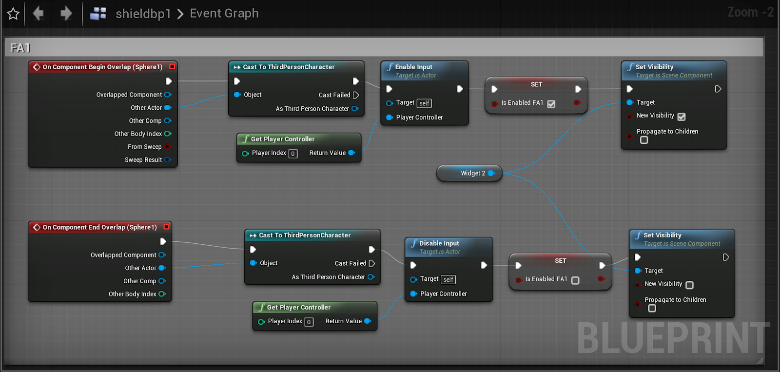 shieldbp1 > Event Graph
Zoom -2
FA1
On Component Begin Overlap (Sphere1)
Overlapped Component
Other Actor
Other Comp
Other Body Index
From Sweep
Sweep Result
Cast To ThirdPersonCharacter
Object
Cast Failed
As Third Person Character
Get Player Controller
Player Index 0
Return Value
Enable Input
Target is Actor
Target self
Player Controller
SET
Is Enabled FA1
Set Visibility
Target is Scene Component
Target
New Visibility
Propagate to Children
Widget 2
On Component End Overlap (Sphere1)
Overlapped Component
Other Actor
Other Comp
Other Body Index
Cast To ThirdPersonCharacter
Object
Cast Failed
As Third Person Character
Get Player Controller
Player Index 0
Return Value
Disable Input
Target is Actor
Target self
Player Controller
SET
Is Enabled FA1
Set Visibility
Target is Scene Component
Target
New Visibility
Propagate to Children
BLUEPRINT